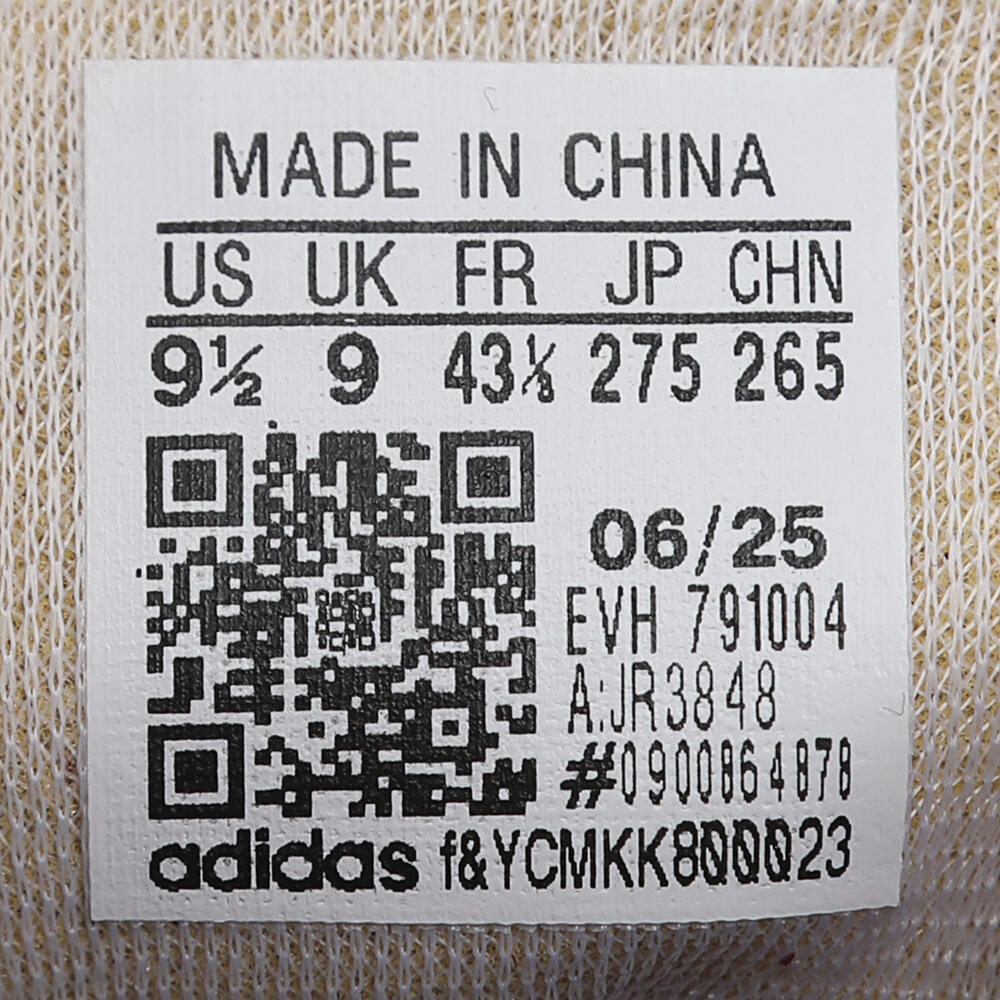 MADE IN CHINA
US UK FR JP CHN
9½ 9 43⅓ 275 265
06/25
EVH 791004
A:JR3848
#0900864878
adidas f&YCMKK8000023